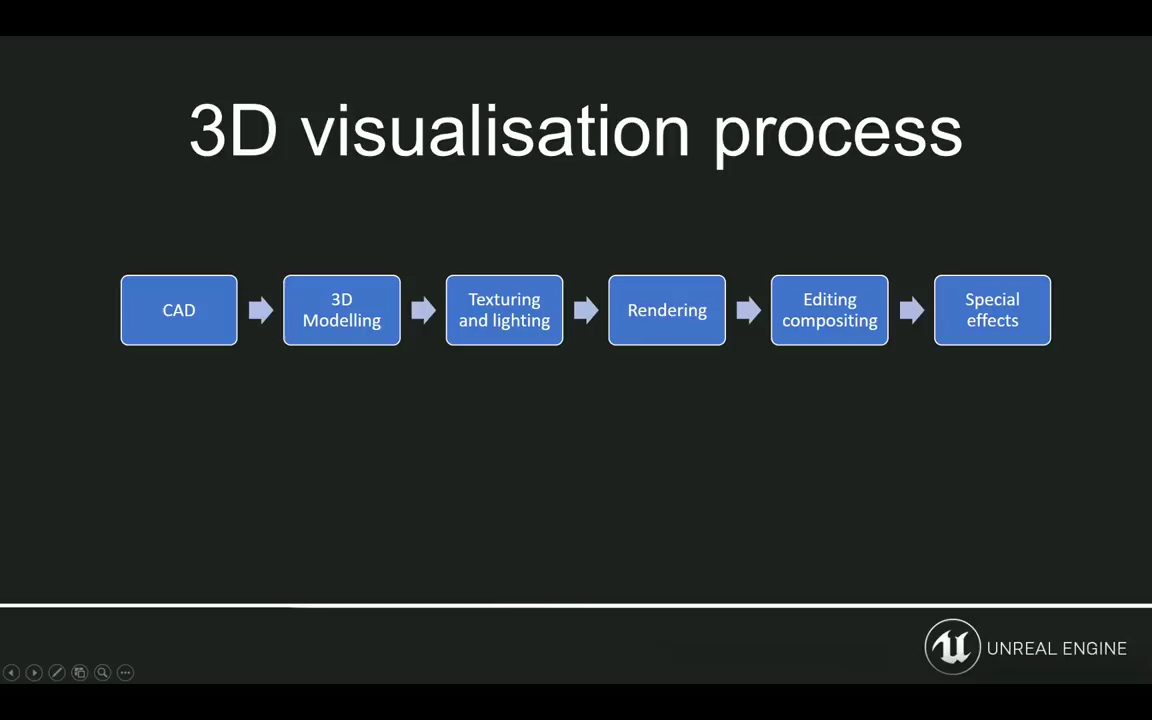 3D visualisation process
CAD
3D
Modelling
Texturing
and lighting
Rendering
Editing
compositing
Special
effects
UNREAL ENGINE